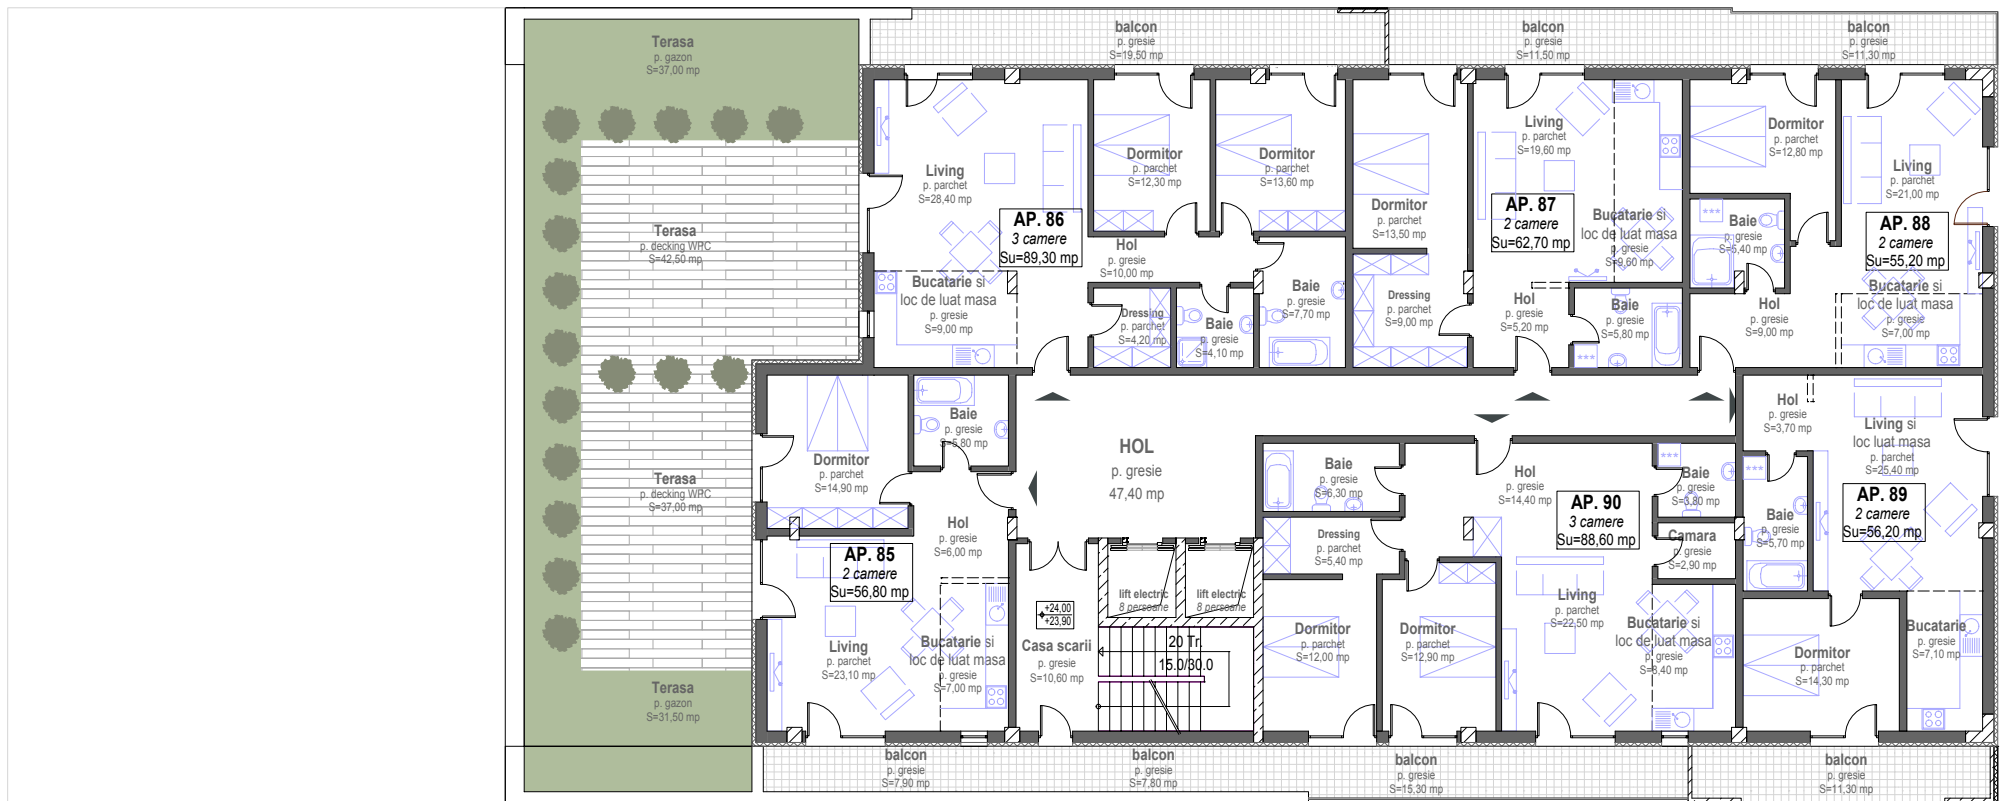 Terasa
p. gazon
S=37,00 mp
balcon
p. gresie
S=19,50 mp
balcon
p. gresie
S=11,50 mp
balcon
p. gresie
S=11,30 mp
Living
p. parchet
S=28,40 mp
AP. 86
3 camere
Su=89,30 mp
Bucatarie si
loc de luat masa
p. gresie
S=9,00 mp
Dormitor
p. parchet
S=12,30 mp
Dormitor
p. parchet
S=13,60 mp
Hol
p. gresie
S=10,00 mp
Dressing
p. parchet
S=4,20 mp
Baie
p. gresie
S=4,10 mp
Baie
p. gresie
S=7,70 mp
Dormitor
p. parchet
S=13,50 mp
Dressing
p. parchet
S=9,00 mp
Living
p. parchet
S=19,60 mp
AP. 87
2 camere
Su=62,70 mp
Bucatarie si
loc de luat masa
p. gresie
S=9,60 mp
Hol
p. gresie
S=5,20 mp
Baie
p. gresie
S=5,80 mp
Dormitor
p. parchet
S=12,80 mp
Baie
p. gresie
S=5,40 mp
Hol
p. gresie
S=9,00 mp
Living
p. parchet
S=21,00 mp
AP. 88
2 camere
Su=55,20 mp
Bucatarie si
loc de luat masa
p. gresie
S=7,00 mp
Terasa
p. decking WPC
S=42,50 mp
Terasa
p. decking WPC
S=37,00 mp
Terasa
p. gazon
S=31,50 mp
Dormitor
p. parchet
S=14,90 mp
Baie
p. gresie
S=5,80 mp
Hol
p. gresie
S=6,00 mp
AP. 85
2 camere
Su=56,80 mp
Living
p. parchet
S=23,10 mp
Bucatarie si
loc de luat masa
p. gresie
S=7,00 mp
HOL
p. gresie
47,40 mp
+24,00
+23,90
Casa scarii
p. gresie
S=10,60 mp
lift electric
8 persoane
lift electric
8 persoane
20 Tr.
15.0/30.0
Baie
p. gresie
S=6,30 mp
Dressing
p. parchet
S=5,40 mp
Dormitor
p. parchet
S=12,00 mp
Dormitor
p. parchet
S=12,90 mp
Hol
p. gresie
S=14,40 mp
AP. 90
3 camere
Su=88,60 mp
Living
p. parchet
S=22,50 mp
Bucatarie si
loc de luat masa
p. gresie
S=8,40 mp
Baie
p. gresie
S=3,80 mp
Camara
p. gresie
S=2,90 mp
Hol
p. gresie
S=3,70 mp
Baie
p. gresie
S=5,70 mp
Living si
loc luat masa
p. parchet
S=25,40 mp
AP. 89
2 camere
Su=56,20 mp
Dormitor
p. parchet
S=14,30 mp
Bucatarie
p. gresie
S=7,10 mp
balcon
p. gresie
S=7,90 mp
balcon
p. gresie
S=7,80 mp
balcon
p. gresie
S=15,30 mp
balcon
p. gresie
S=11,30 mp